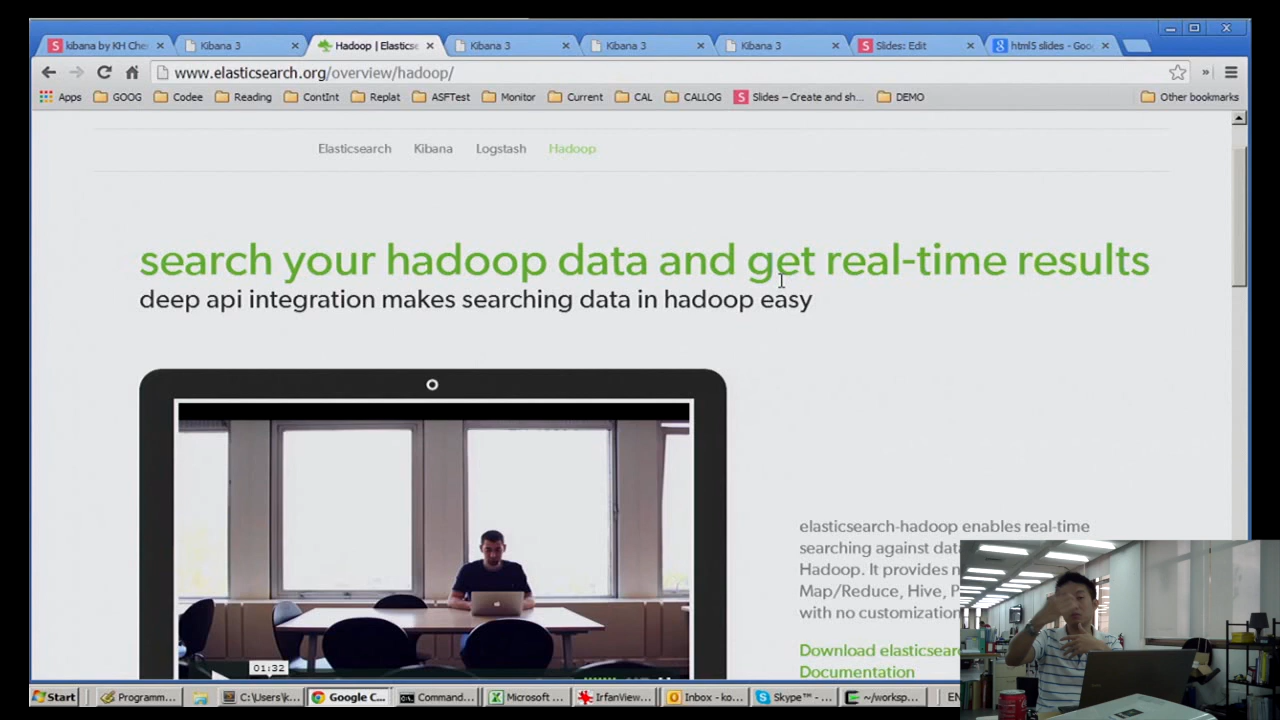 kibana by KH Che
Kibana 3
Hadoop | Elastics
Kibana 3
Kibana 3
Kibana 3
Slides: Edit
html5 slides - Goo
www.elasticsearch.org/overview/hadoop/
Apps GOOG Codee Reading ContInt Replat ASFTest Monitor Current CAL CALLOG Slides – Create and sh... DEMO Other bookmarks
Elasticsearch Kibana Logstash Hadoop
search your hadoop data and get real-time results
deep api integration makes searching data in hadoop easy
01:32
elasticsearch-hadoop enables real-time
searching against data
Hadoop. It provides n
Map/Reduce, Hive, P
with no customization
Download elasticsearc
Documentation
Start Programm... C:\Users\k... Google C... Command... Microsoft ... IrfanView... Inbox - ko... Skype™ - ... ~/worksp... EN